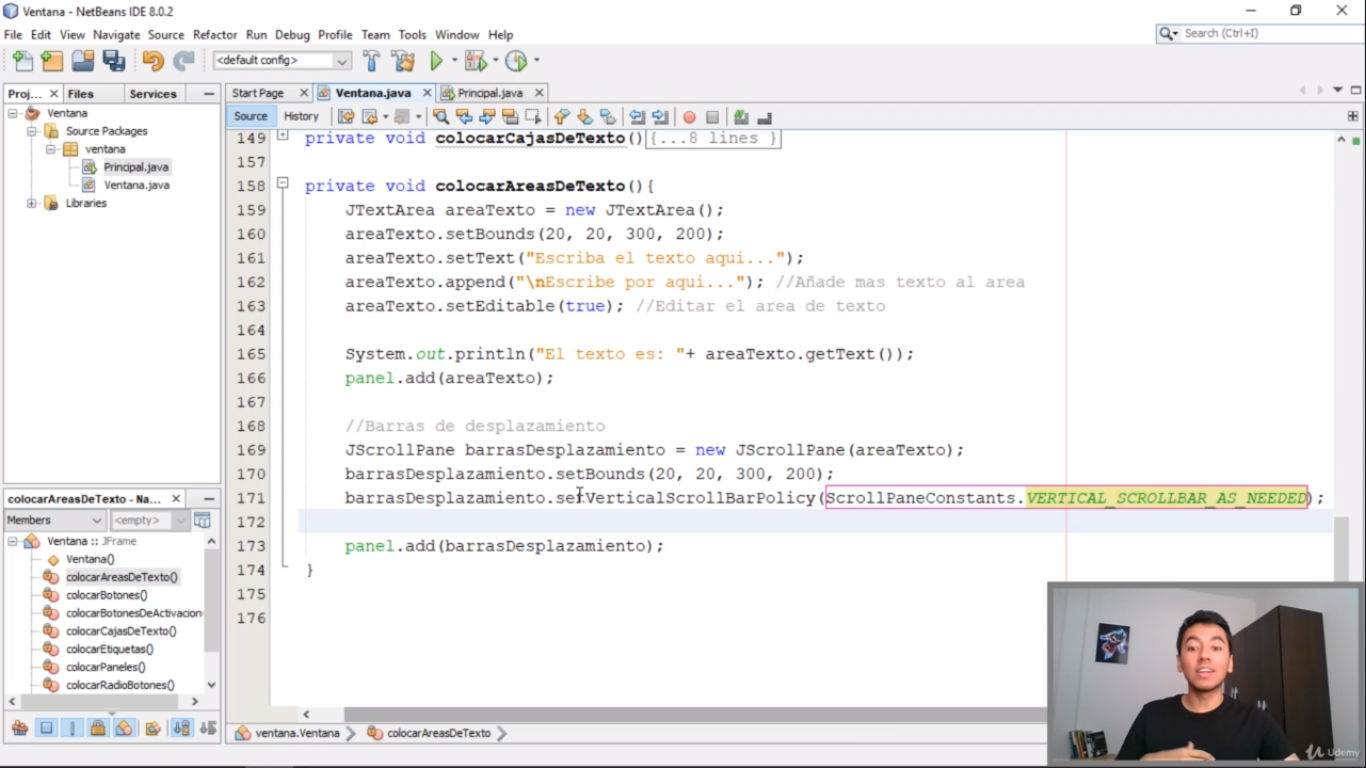 Ventana - NetBeans IDE 8.0.2
File Edit View Navigate Source Refactor Run Debug Profile Team Tools Window Help
Search (Ctrl+I)
<default config>
Proj... Files Services
Start Page Ventana.java Principal.java
Source History
Ventana
Source Packages
ventana
Principal.java
Ventana.java
Libraries
149 private void colocarCajasDeTexto(){...8 lines }
157
158 private void colocarAreasDeTexto(){
159 JTextArea areaTexto = new JTextArea();
160 areaTexto.setBounds(20, 20, 300, 200);
161 areaTexto.setText("Escriba el texto aqui...");
162 areaTexto.append("\nEscribe por aqui..."); //Añade mas texto al area
163 areaTexto.setEditable(true); //Editar el area de texto
164
165 System.out.println("El texto es: "+ areaTexto.getText());
166 panel.add(areaTexto);
167
168 //Barras de desplazamiento
169 JScrollPane barrasDesplazamiento = new JScrollPane(areaTexto);
170 barrasDesplazamiento.setBounds(20, 20, 300, 200);
171 barrasDesplazamiento.setVerticalScrollBarPolicy(ScrollPaneConstants.VERTICAL_SCROLLBAR_AS_NEEDED);
172
173 panel.add(barrasDesplazamiento);
174 }
175
176
colocarAreasDeTexto - Na...
Members <empty>
Ventana :: JFrame
Ventana()
colocarAreasDeTexto()
colocarBotones()
colocarBotonesDeActivacion
colocarCajasDeTexto()
colocarEtiquetas()
colocarPaneles()
colocarRadioBotones()
ventana.Ventana colocarAreasDeTexto
Udemy